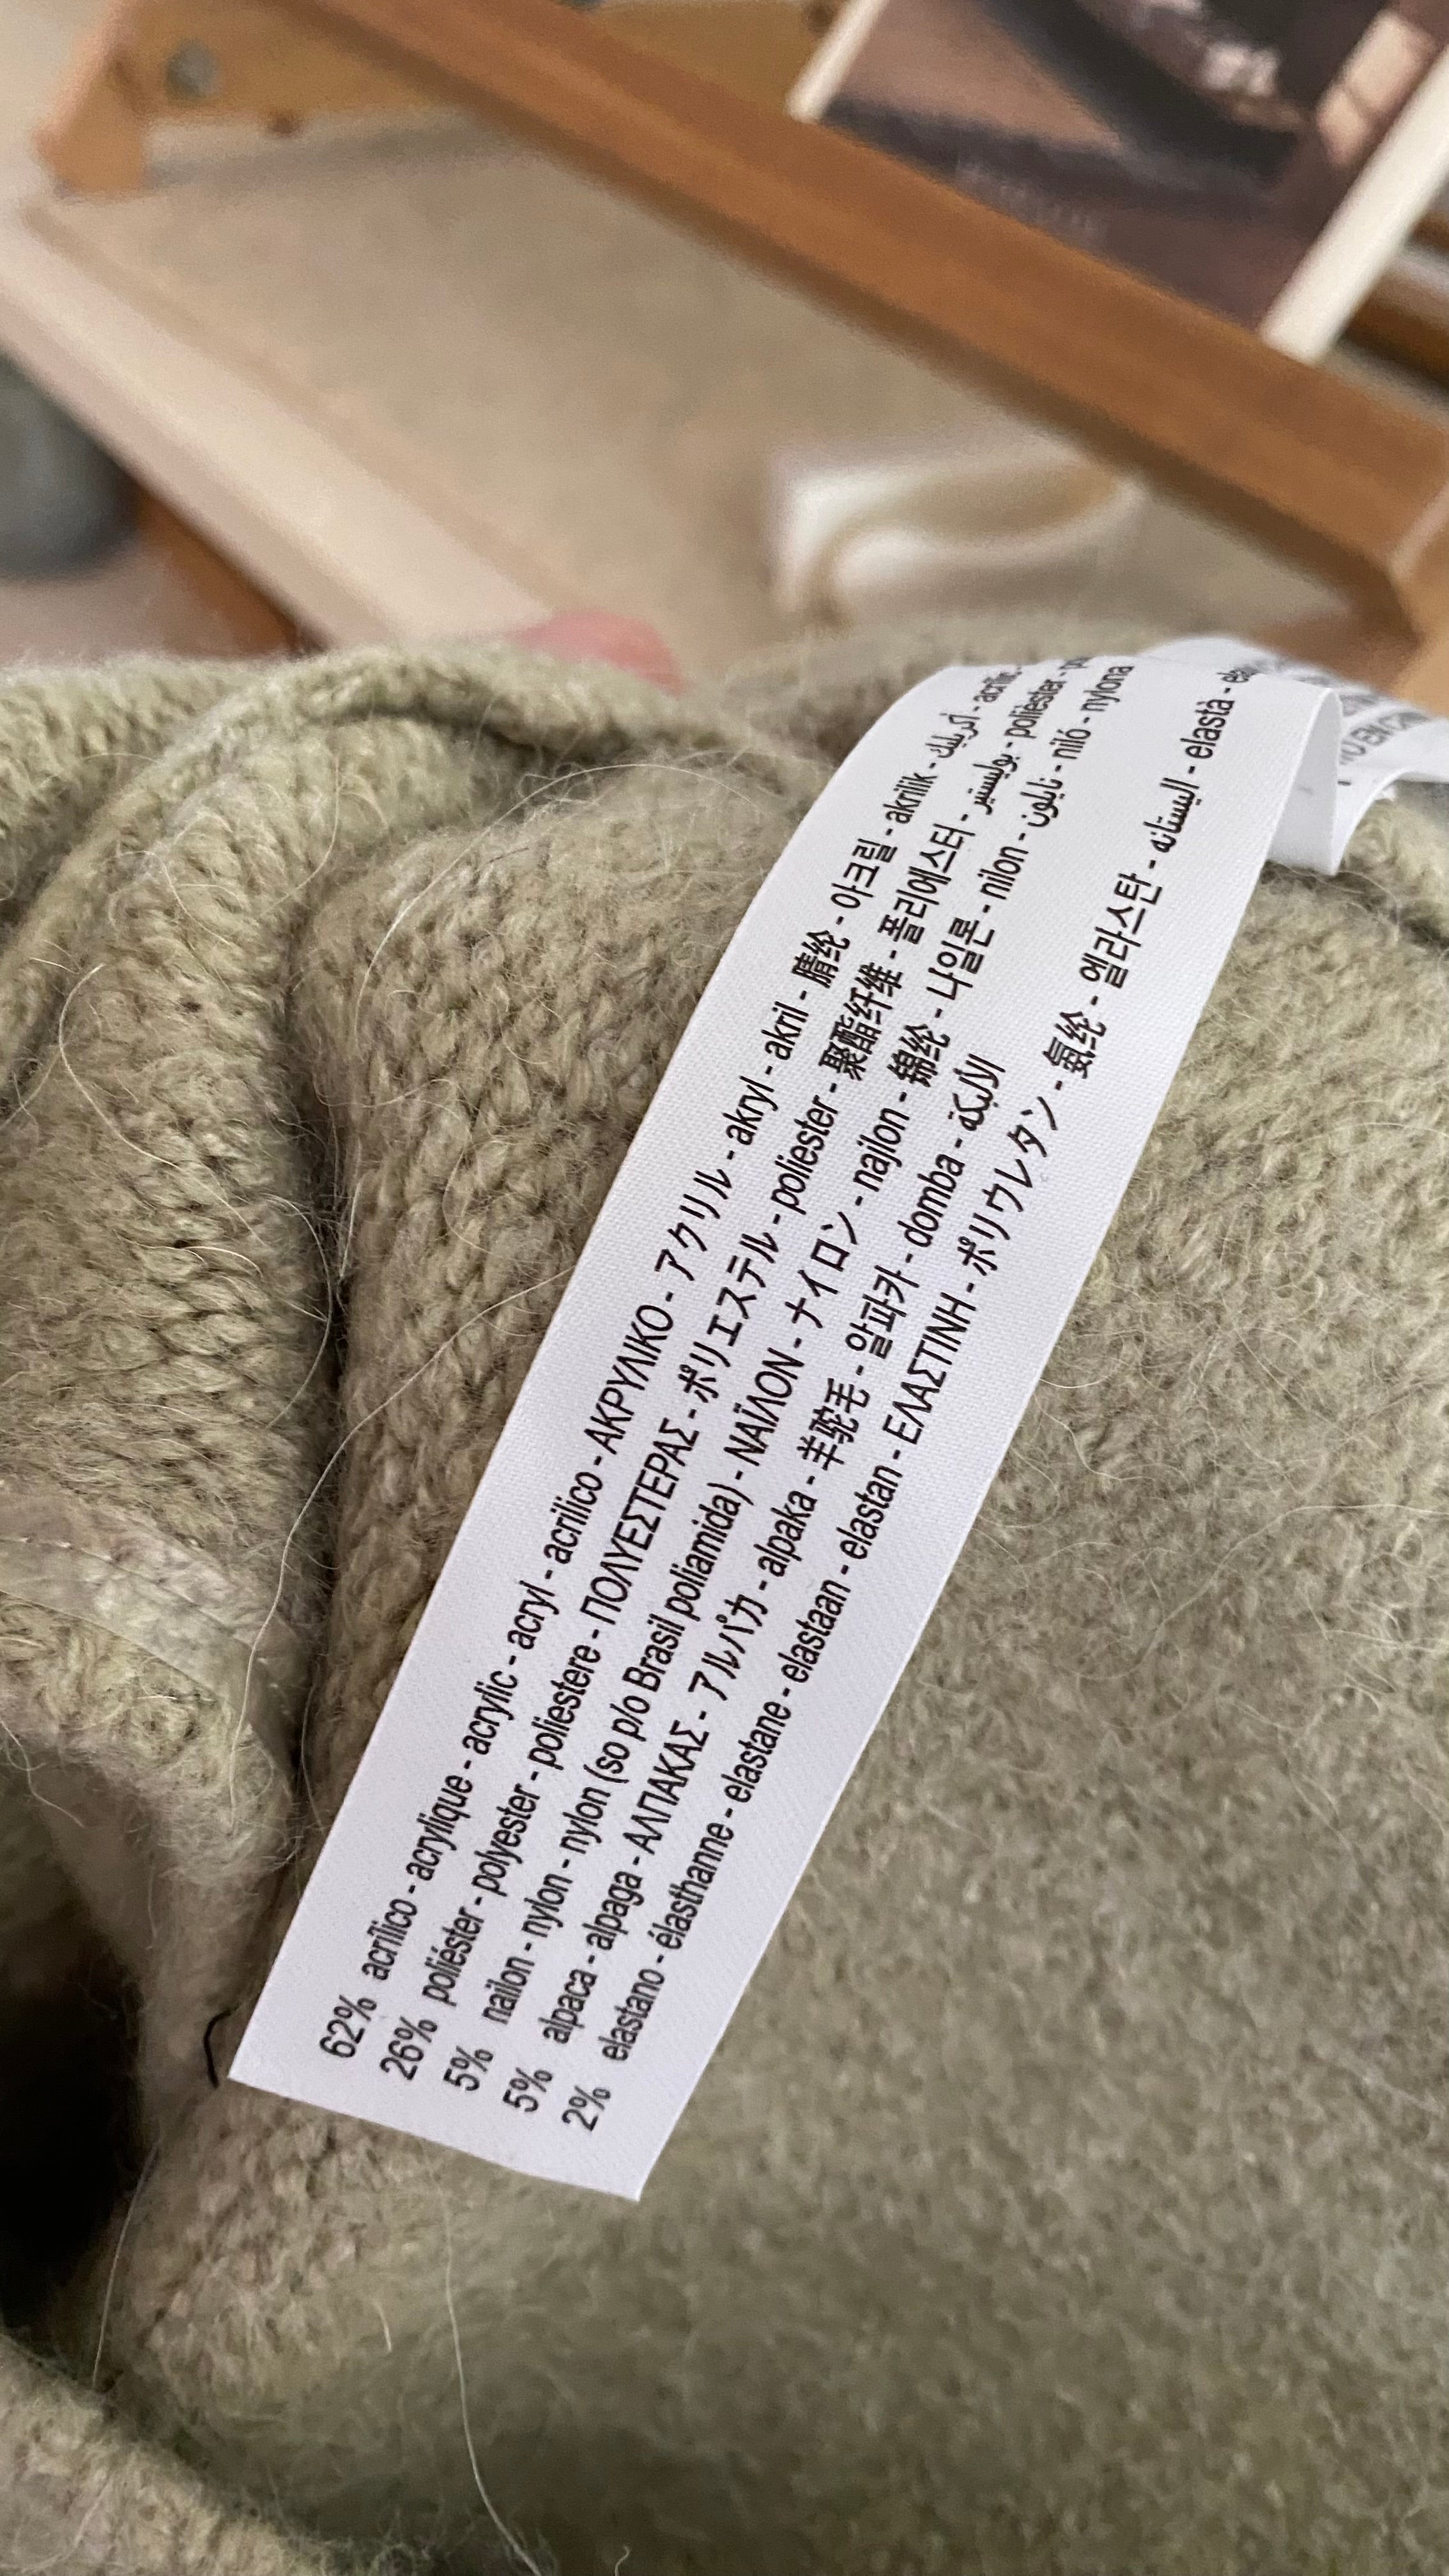 62% acrílico - acrylique - acrylic - acryl - acrilico - ΑΚΡΥΛΙΚΟ - アクリル - akryl - akril - 腈纶 - 아크릴 - akrilik - أكريليك - acrílic -
26% poliéster - polyester - poliestere - ΠΟΛΥΕΣΤΕΡΑΣ - ポリエステル - poliester - 聚酯纤维 - 폴리에스터 - بوليستير - polièster -
5% nailon - nylon - nylon (so p/o Brasil poliamida) - ΝΑΪΛΟΝ - ナイロン - najlon - 锦纶 - 나일론 - nilon - نايلون - niló - nylona
5% alpaca - alpaga - ΑΛΠΑΚΑΣ - アルパカ - alpaka - 羊驼毛 - 알파카 - domba - الألبكة
2% elastano - élasthanne - elastane - elastaan - elastan - ΕΛΑΣΤΙΝΗ - ポリウレタン - 氨纶 - 엘라스탄 - اليستانه - elastà -